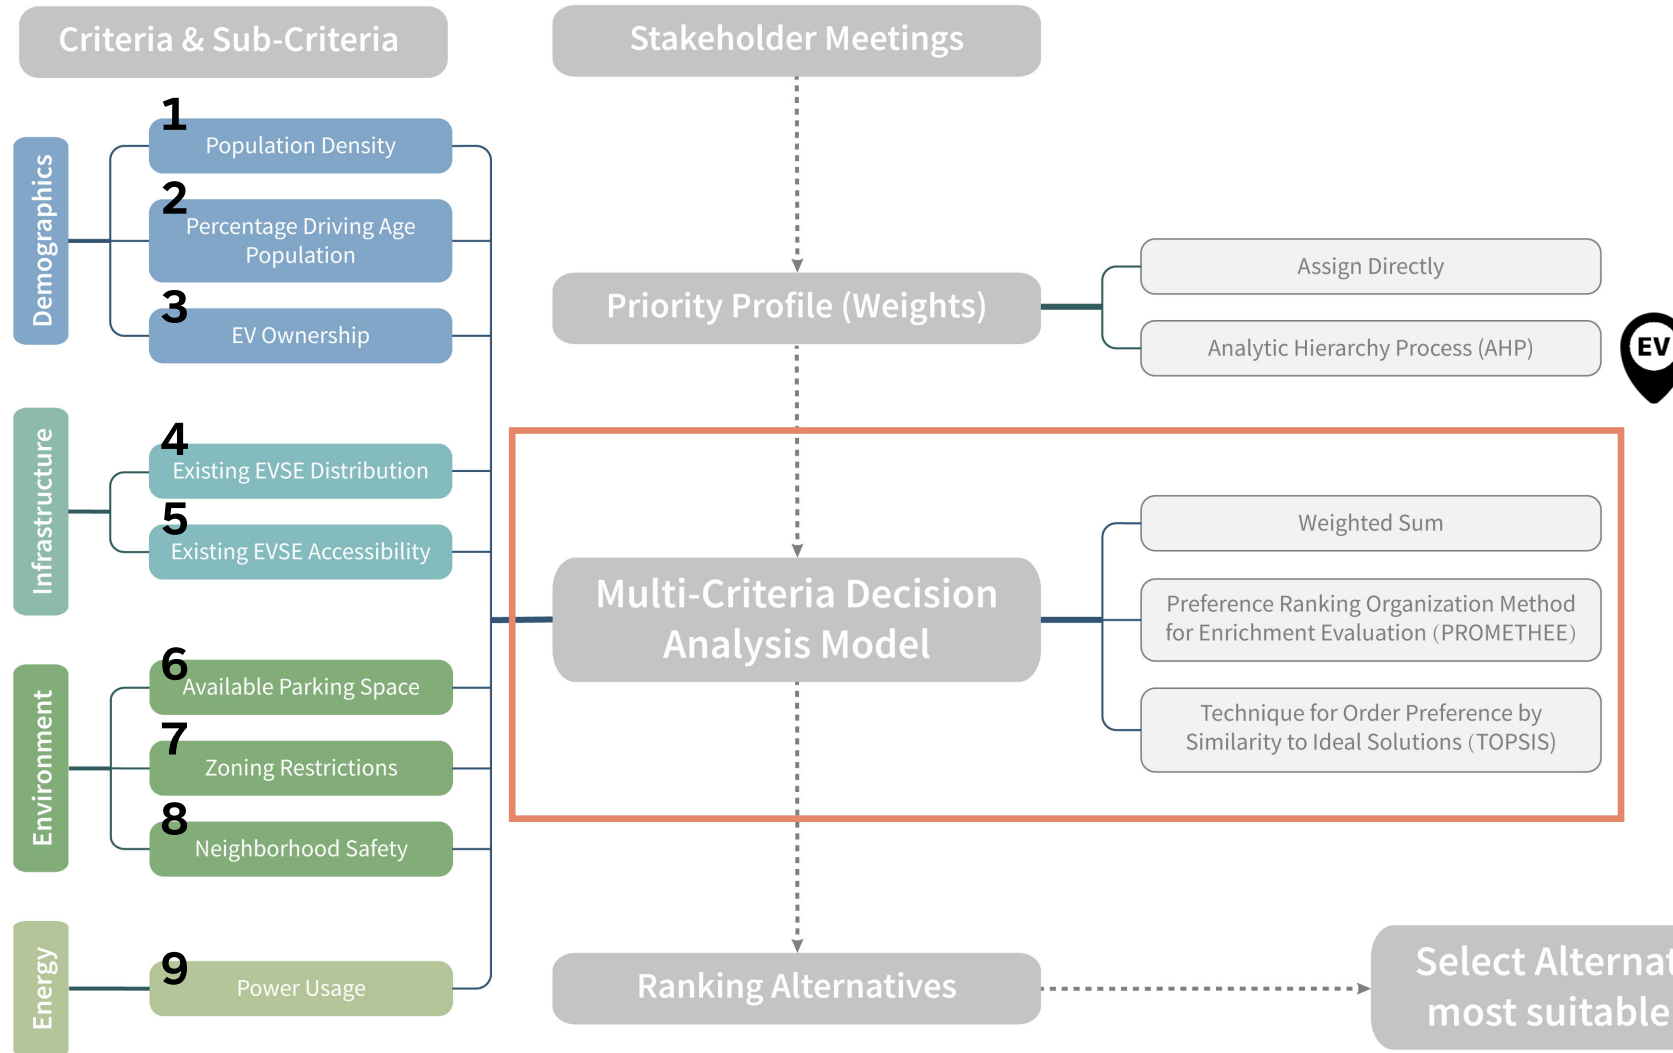 Criteria & Sub-Criteria
Demographics
1
Population Density
2
Percentage Driving Age
Population
3
EV Ownership
Infrastructure
4
Existing EVSE Distribution
5
Existing EVSE Accessibility
Environment
6
Available Parking Space
7
Zoning Restrictions
8
Neighborhood Safety
Energy
9
Power Usage
Stakeholder Meetings
Priority Profile (Weights)
Assign Directly
Analytic Hierarchy Process (AHP)
EV
Multi-Criteria Decision
Analysis Model
Weighted Sum
Preference Ranking Organization Method
for Enrichment Evaluation (PROMETHEE)
Technique for Order Preference by
Similarity to Ideal Solutions (TOPSIS)
Ranking Alternatives
Select Alternat
most suitable